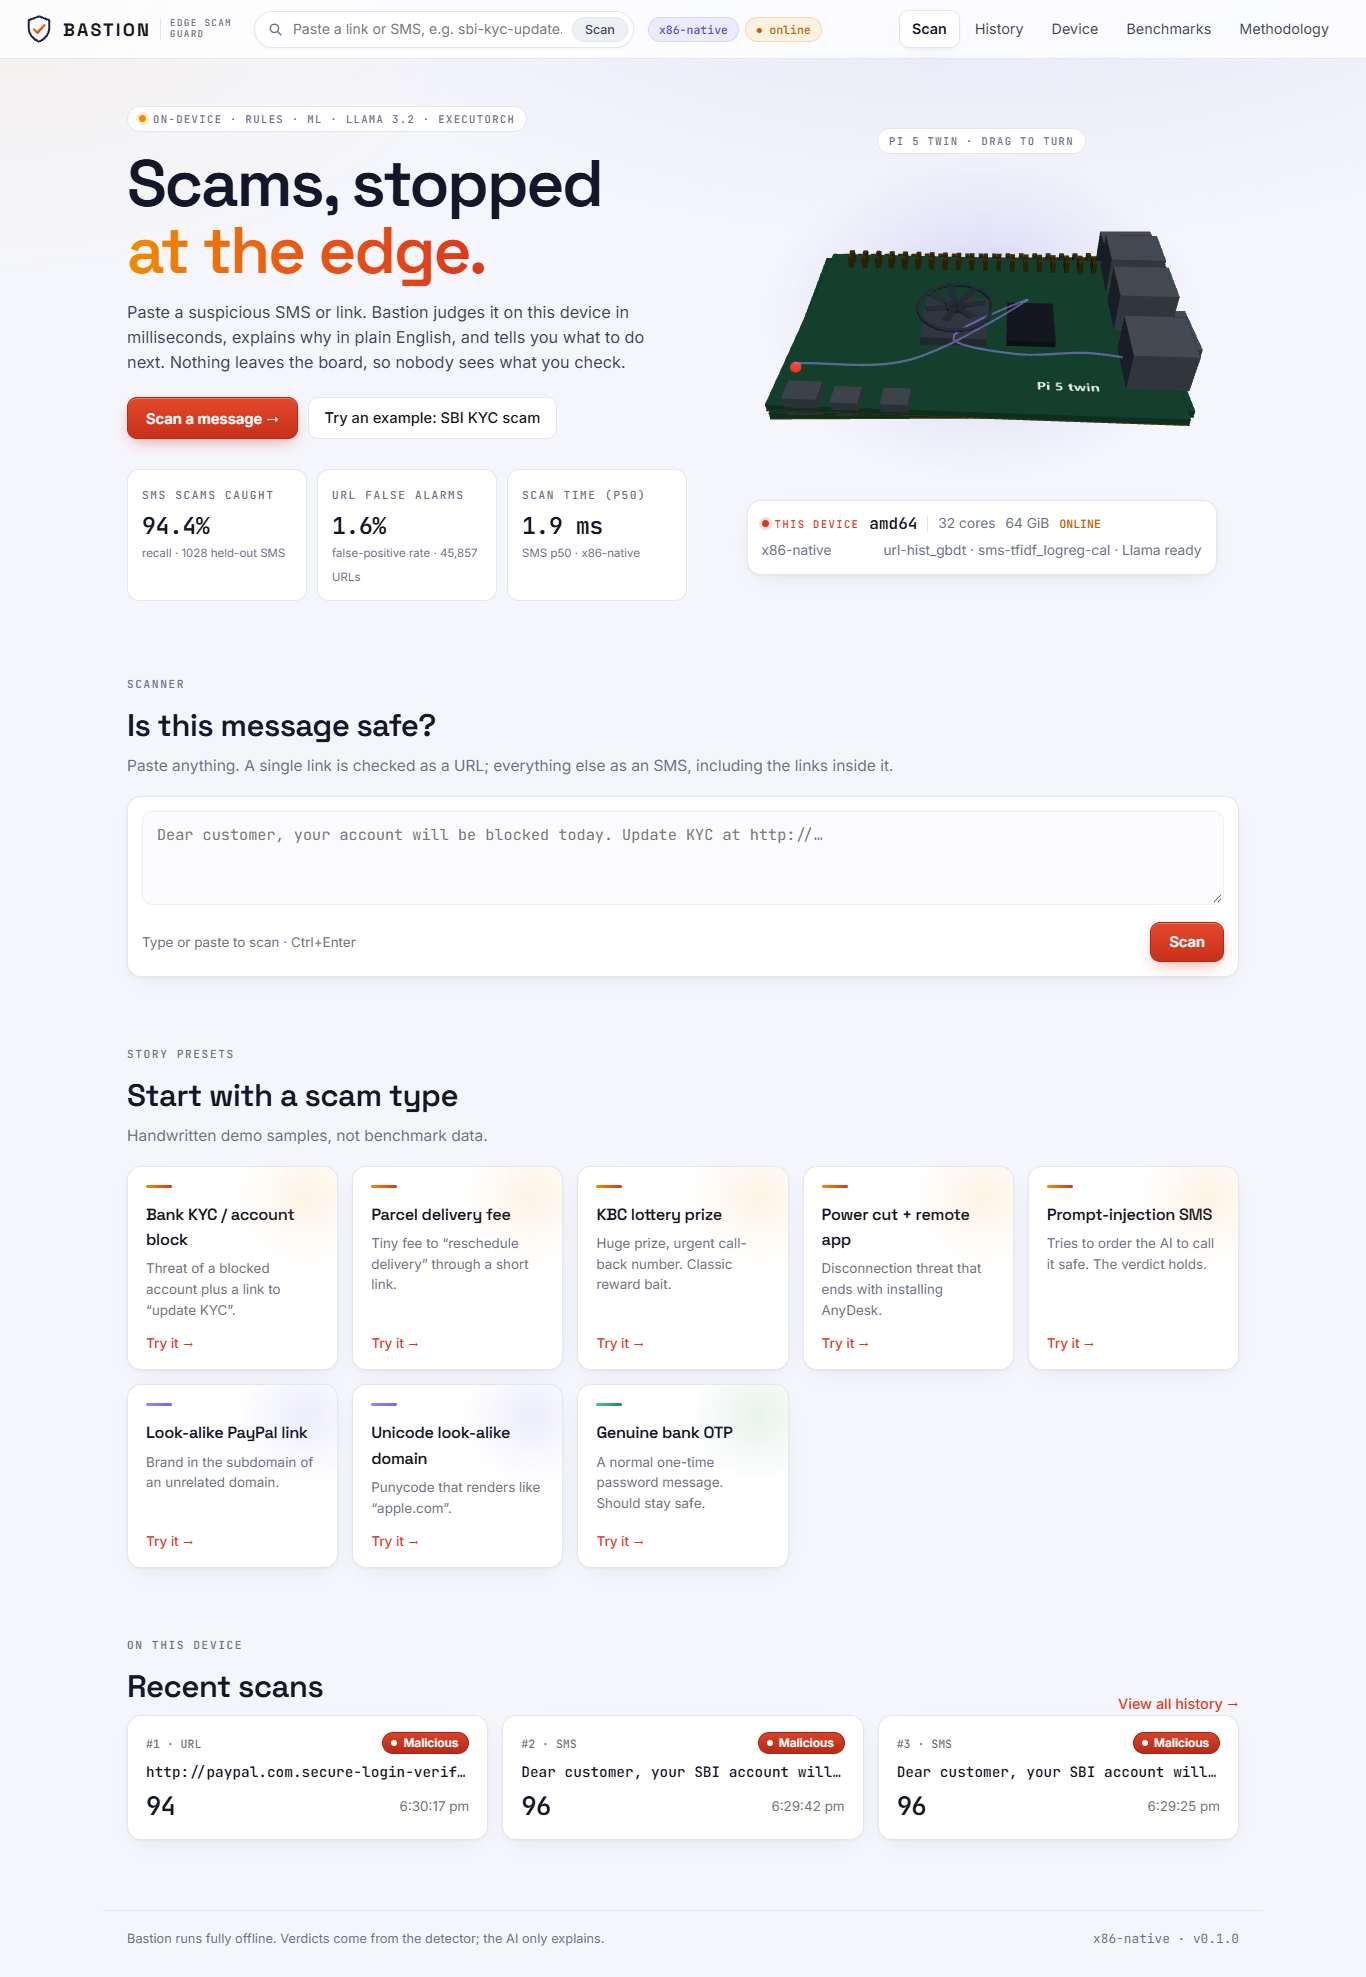 BASTION
EDGE SCAM
GUARD
Paste a link or SMS, e.g. sbi-kyc-update.
Scan
x86-native
● online
Scan
History
Device
Benchmarks
Methodology
ON-DEVICE · RULES · ML · LLAMA 3.2 · EXECUTORCH
Scams, stopped
at the edge.
Paste a suspicious SMS or link. Bastion judges it on this device in
milliseconds, explains why in plain English, and tells you what to do
next. Nothing leaves the board, so nobody sees what you check.
Scan a message →
Try an example: SBI KYC scam
SMS SCAMS CAUGHT
94.4%
recall · 1028 held-out SMS
URL FALSE ALARMS
1.6%
false-positive rate · 45,857
URLs
SCAN TIME (P50)
1.9 ms
SMS p50 · x86-native
PI 5 TWIN · DRAG TO TURN
Pi 5 twin
THIS DEVICE amd64 32 cores 64 GiB ONLINE
x86-native url-hist_gbdt · sms-tfidf_logreg-cal · Llama ready
SCANNER
Is this message safe?
Paste anything. A single link is checked as a URL; everything else as an SMS, including the links inside it.
Dear customer, your account will be blocked today. Update KYC at http://…
Type or paste to scan · Ctrl+Enter
Scan
STORY PRESETS
Start with a scam type
Handwritten demo samples, not benchmark data.
Bank KYC / account
block
Threat of a blocked
account plus a link to
“update KYC”.
Try it →
Parcel delivery fee
Tiny fee to “reschedule
delivery” through a short
link.
Try it →
KBC lottery prize
Huge prize, urgent call-
back number. Classic
reward bait.
Try it →
Power cut + remote
app
Disconnection threat that
ends with installing
AnyDesk.
Try it →
Prompt-injection SMS
Tries to order the AI to call
it safe. The verdict holds.
Try it →
Look-alike PayPal link
Brand in the subdomain of
an unrelated domain.
Try it →
Unicode look-alike
domain
Punycode that renders like
“apple.com”.
Try it →
Genuine bank OTP
A normal one-time
password message.
Should stay safe.
Try it →
ON THIS DEVICE
Recent scans
View all history →
#1 · URL
Malicious
http://paypal.com.secure-login-verif…
94
6:30:17 pm
#2 · SMS
Malicious
Dear customer, your SBI account will…
96
6:29:42 pm
#3 · SMS
Malicious
Dear customer, your SBI account will…
96
6:29:25 pm
Bastion runs fully offline. Verdicts come from the detector; the AI only explains.
x86-native · v0.1.0